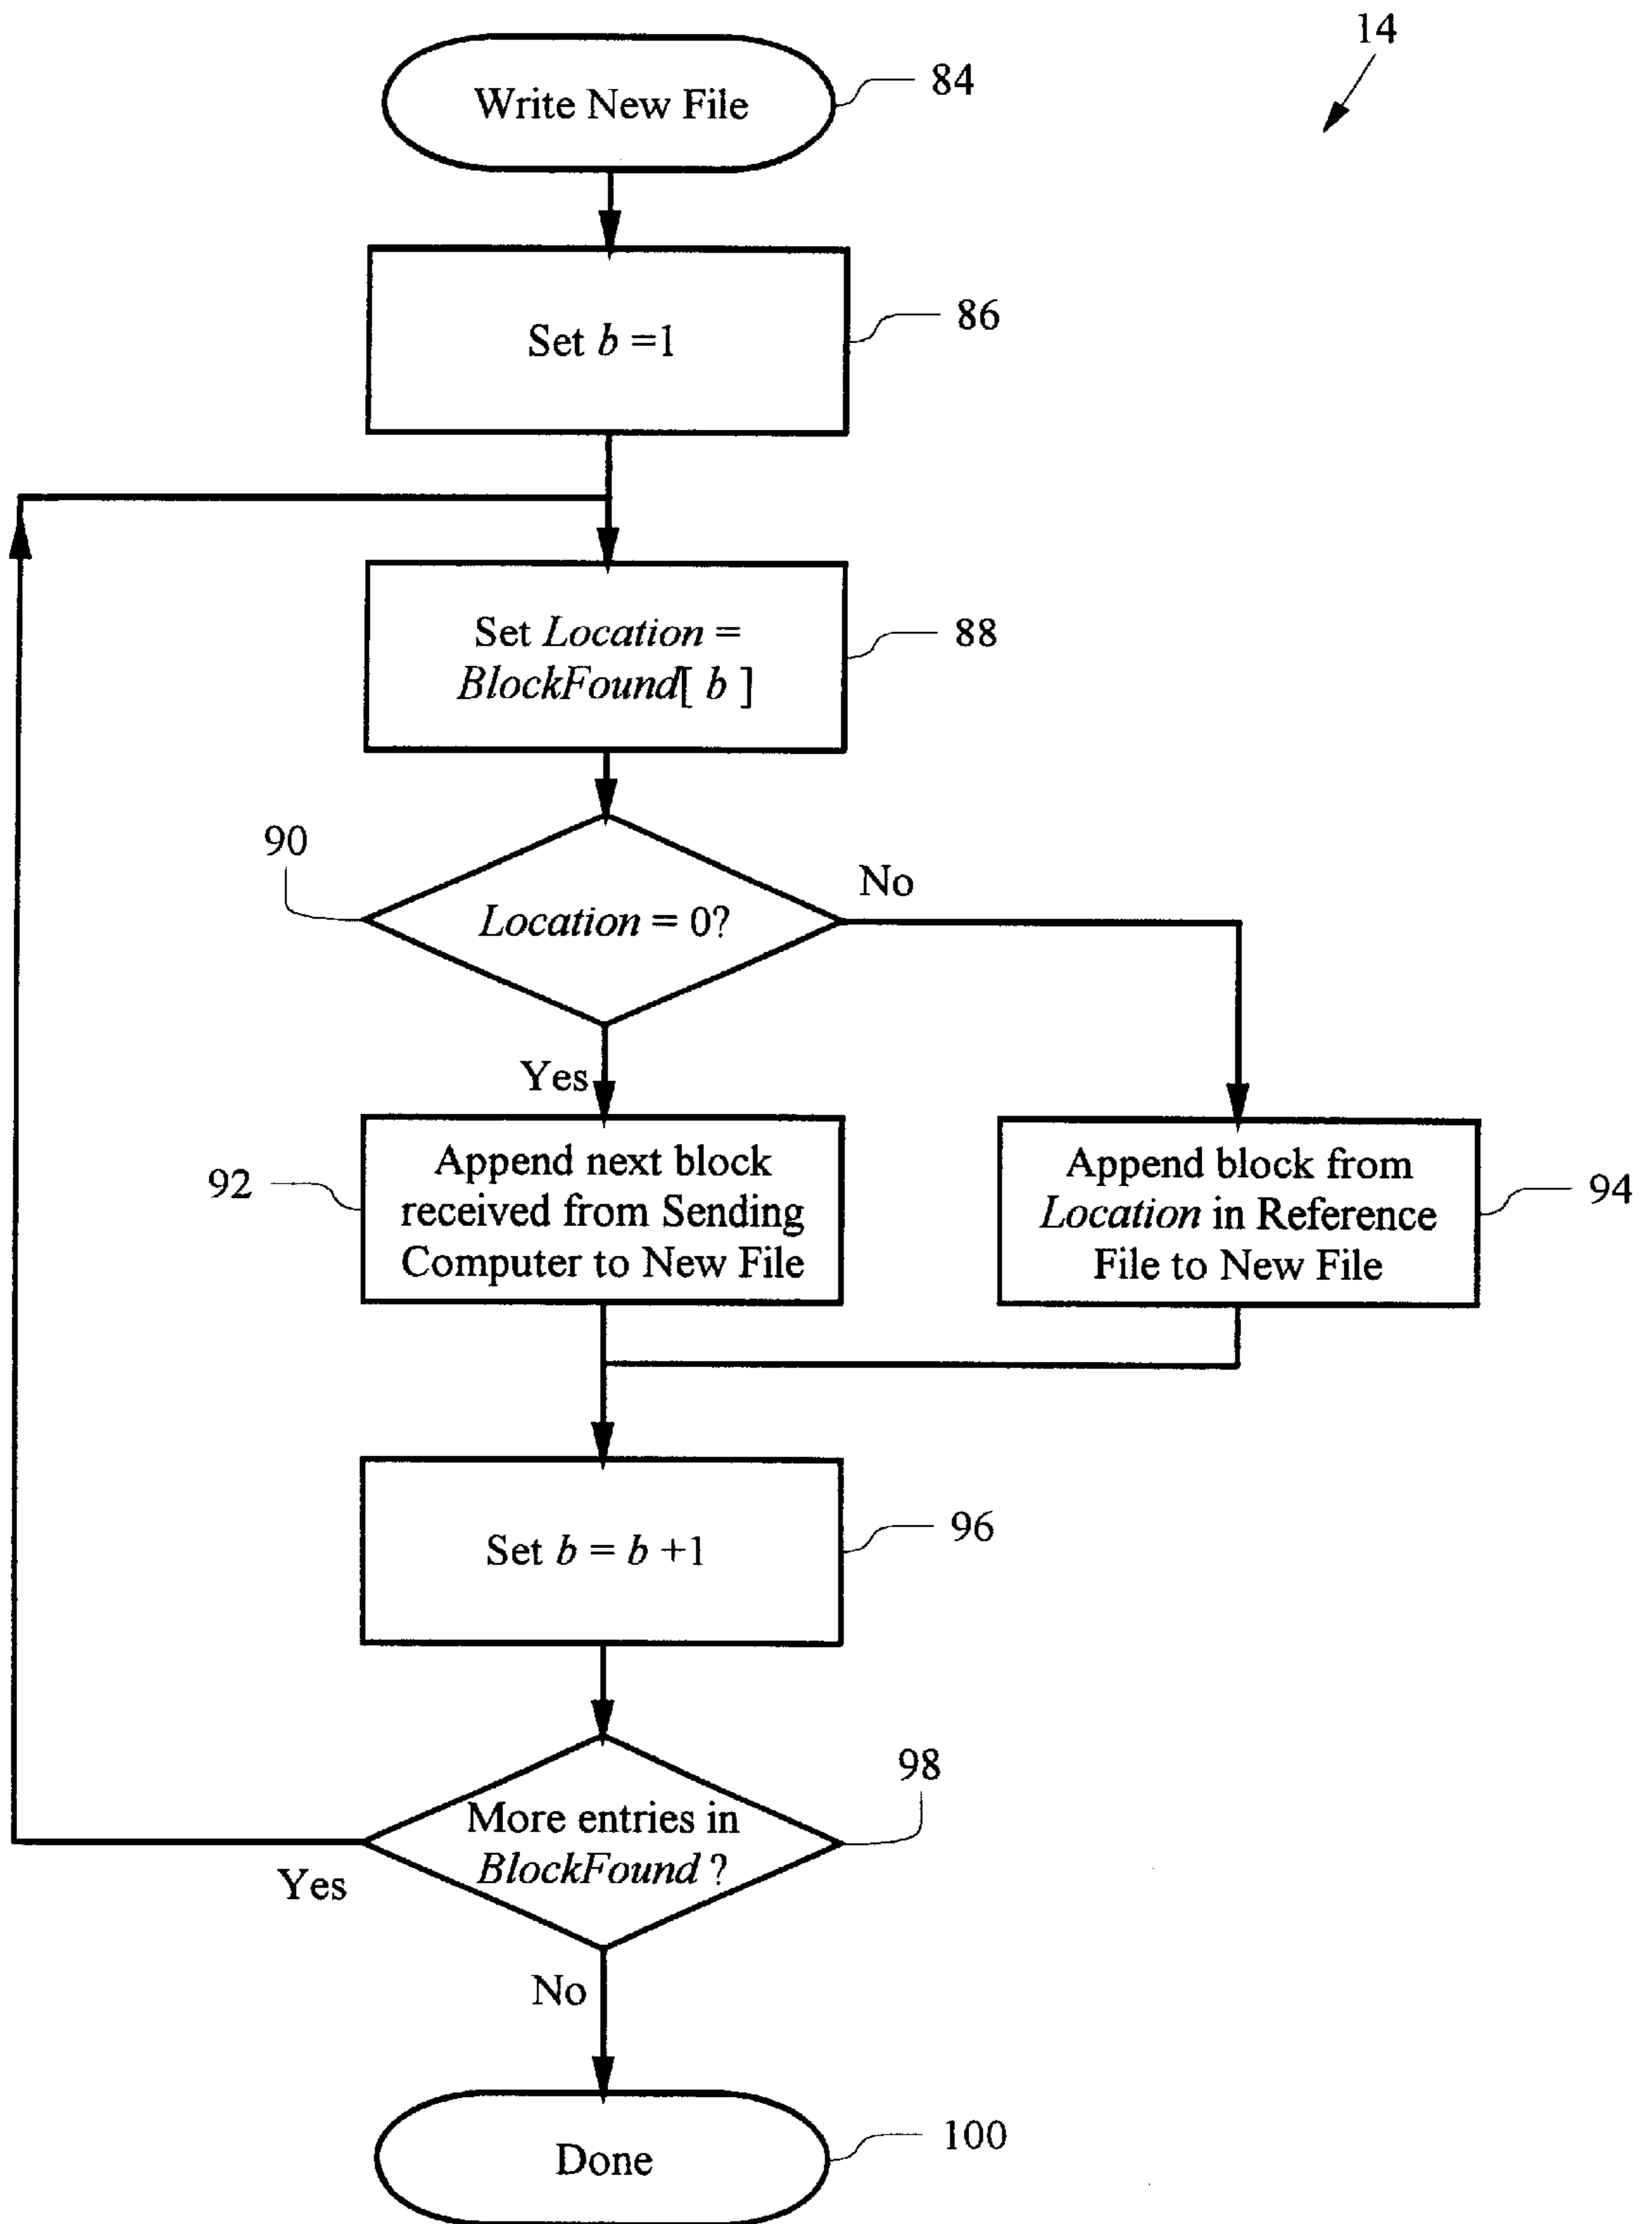 14
Write New File
84
Set b =1
86
Set Location =
BlockFound[ b ]
88
90
Location = 0?
No
Yes
92
Append next block
received from Sending
Computer to New File
Append block from
Location in Reference
File to New File
94
Set b = b +1
96
98
More entries in
BlockFound ?
Yes
No
Done
100